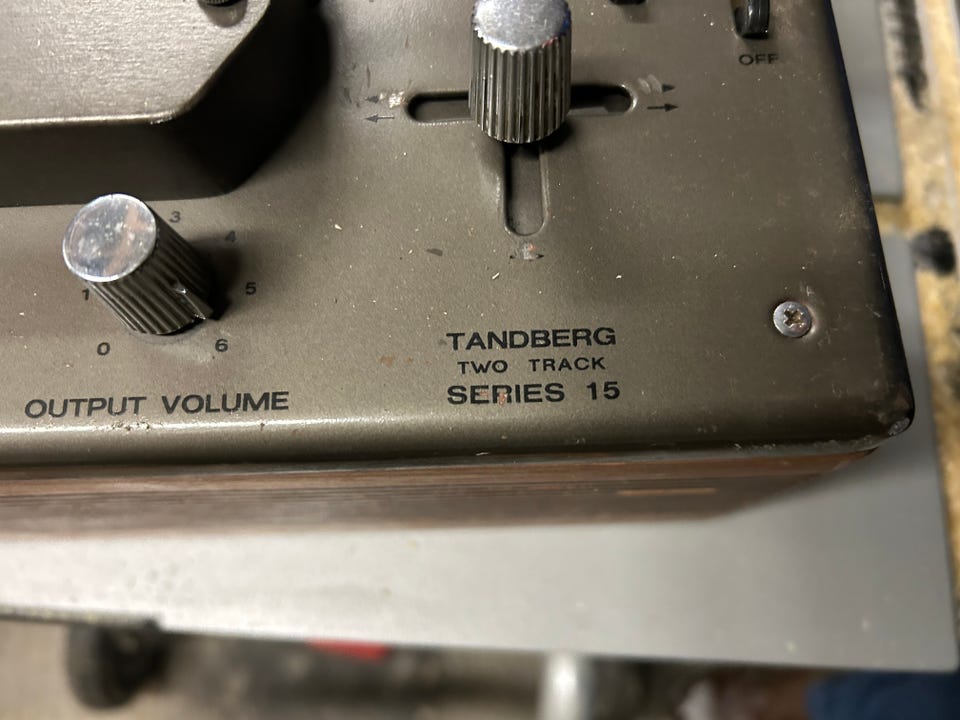 OFF
3
4
1
5
0
6
TANDBERG
TWO TRACK
SERIES 15
OUTPUT VOLUME